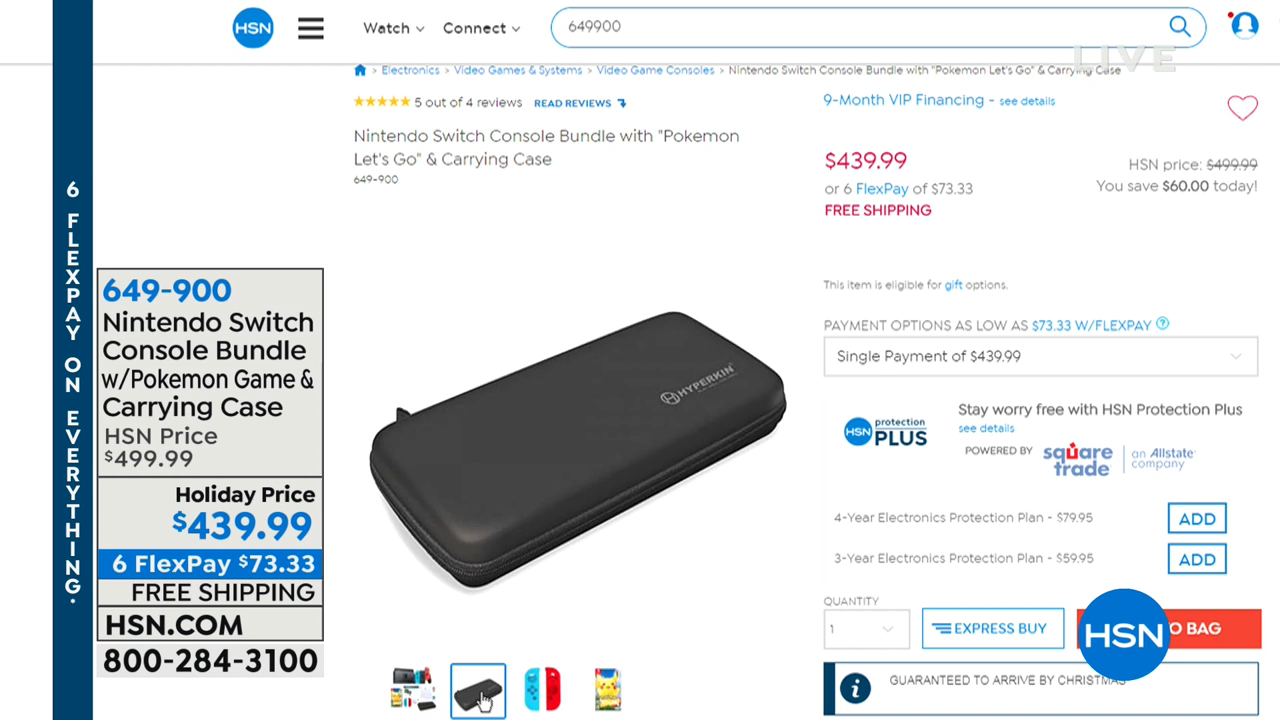 HSN
Watch
Connect
649900
LIVE
Electronics > Video Games & Systems > Video Game Consoles > Nintendo Switch Console Bundle with "Pokemon Let's Go" & Carrying Case
5 out of 4 reviews READ REVIEWS
Nintendo Switch Console Bundle with "Pokemon
Let's Go" & Carrying Case
649-900
9-Month VIP Financing - see details
$439.99
HSN price: $499.99
or 6 FlexPay of $73.33
You save $60.00 today!
FREE SHIPPING
This item is eligible for gift options.
PAYMENT OPTIONS AS LOW AS $73.33 W/FLEXPAY ?
Single Payment of $439.99
HSN protection PLUS
Stay worry free with HSN Protection Plus
see details
POWERED BY square trade | an Allstate company
4-Year Electronics Protection Plan - $79.95 ADD
3-Year Electronics Protection Plan - $59.95 ADD
QUANTITY
1
EXPRESS BUY
O BAG
HSN
i GUARANTEED TO ARRIVE BY CHRISTMAS
HYPERKIN
6 FLEXPAY ON EVERYTHING.*
649-900
Nintendo Switch
Console Bundle
w/Pokemon Game &
Carrying Case
HSN Price
$499.99
Holiday Price
$439.99
6 FlexPay $73.33
FREE SHIPPING
HSN.COM
800-284-3100